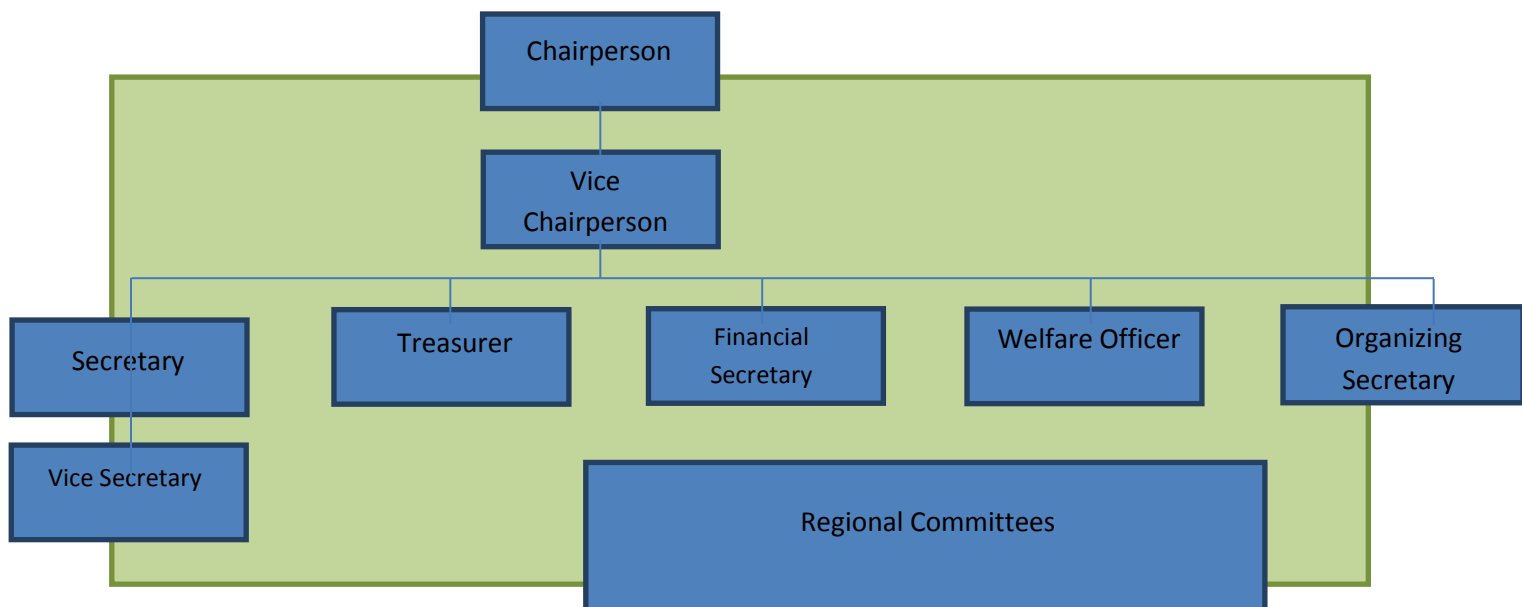 Chairperson
Vice
Chairperson
Secretary
Treasurer
Financial
Secretary
Welfare Officer
Organizing
Secretary
Vice Secretary
Regional Committees